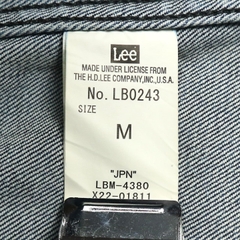 Lee
MADE UNDER LICENSE FROM
THE H.D.LEE COMPANY,INC.,U.S.A.
No. LB0243
SIZE
M
"JPN"
LBM-4380
X22-01811